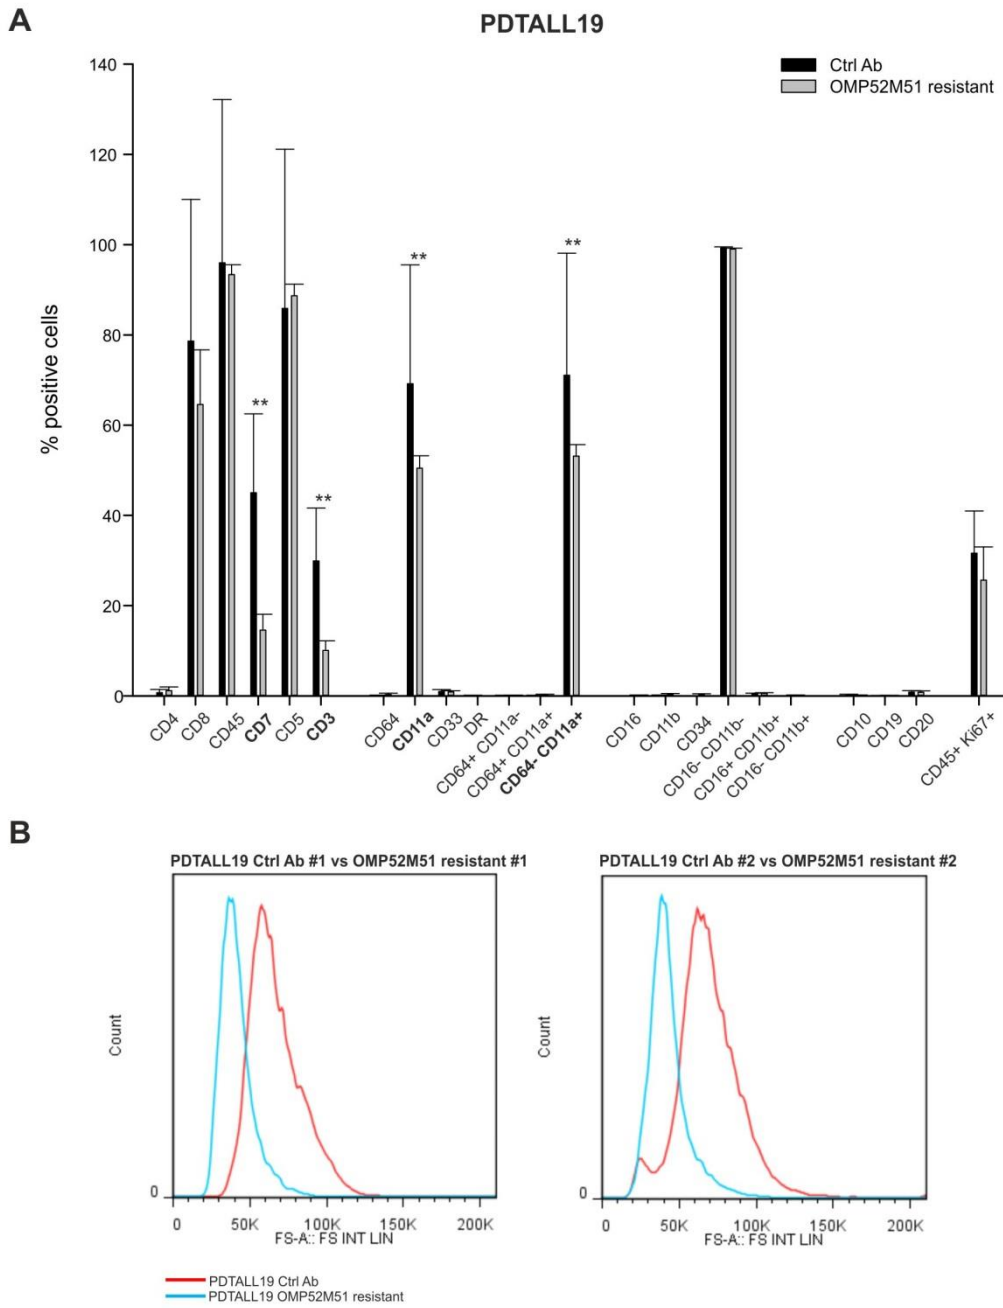 A
PDTALL19
Ctrl Ab
OMP52M51 resistant
140
120
100
80
60
40
20
0
% positive cells
**
**
**
**
CD4
CD8
CD45
CD7
CD5
CD3
CD64
CD11a
CD33
DR
CD64+ CD11a-
CD64+ CD11a+
CD64- CD11a+
CD16
CD11b
CD34
CD16- CD11b-
CD16+ CD11b+
CD16- CD11b+
CD10
CD19
CD20
CD45+ Ki67+
B
PDTALL19 Ctrl Ab #1 vs OMP52M51 resistant #1
Count
0
0 50K 100K 150K 200K
FS-A:: FS INT LIN
PDTALL19 Ctrl Ab #2 vs OMP52M51 resistant #2
Count
0
0 50K 100K 150K 200K
FS-A:: FS INT LIN
PDTALL19 Ctrl Ab
PDTALL19 OMP52M51 resistant